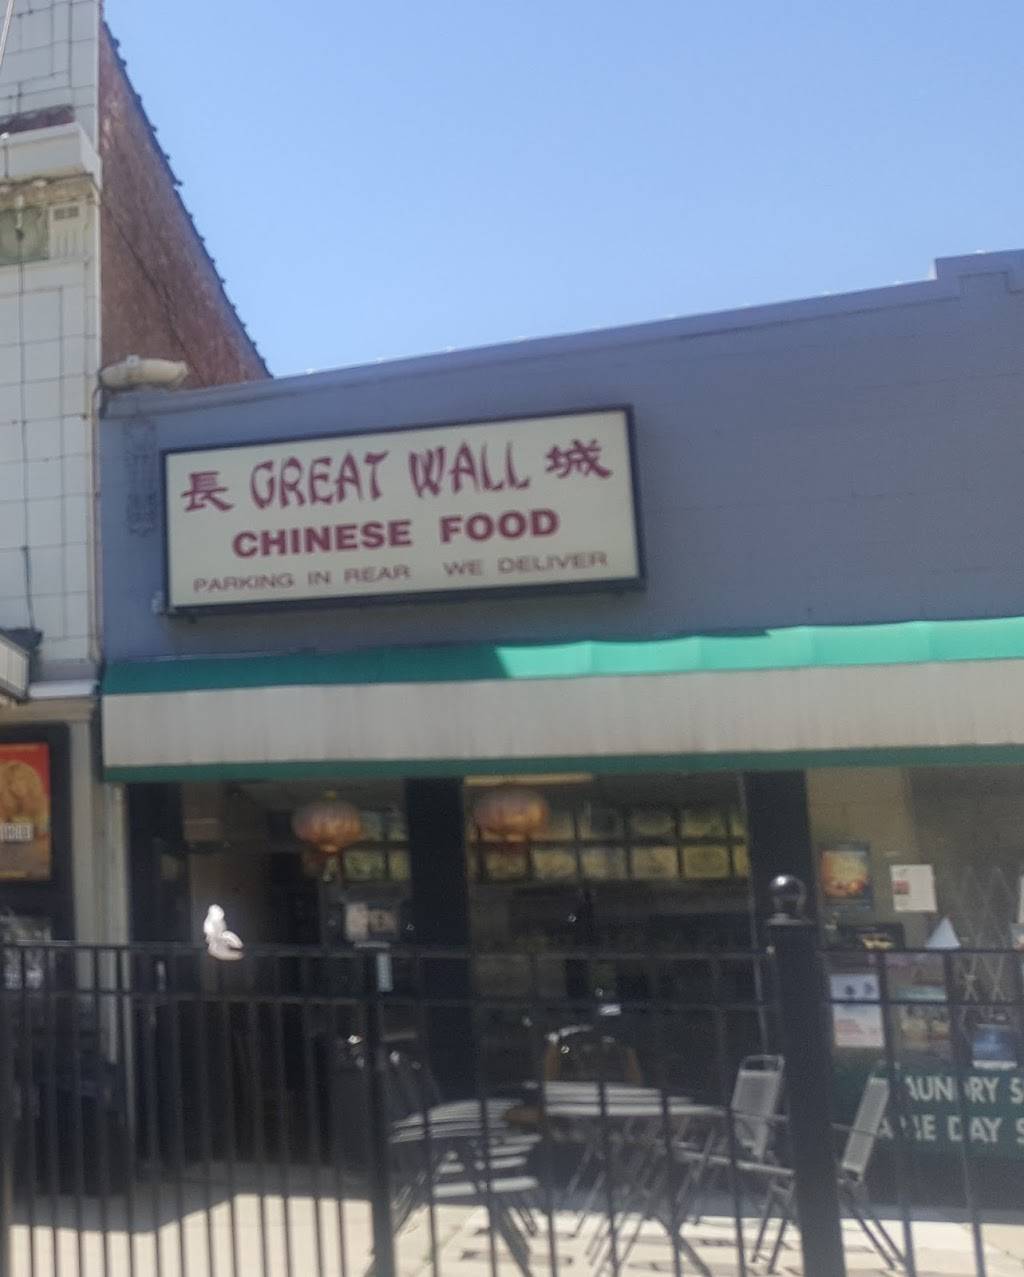 長 GREAT WALL 城
CHINESE FOOD
PARKING IN REAR WE DELIVER